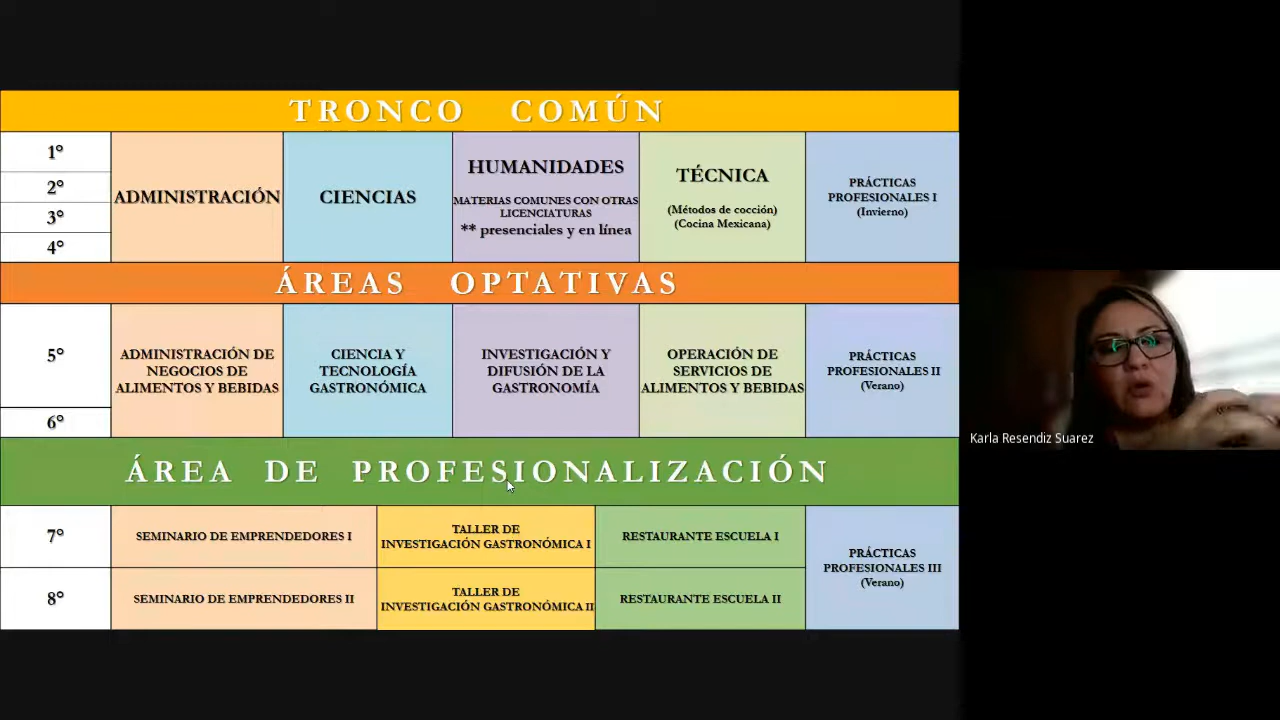 TRONCO COMÚN
1°
2°
3°
4°
ADMINISTRACIÓN
CIENCIAS
HUMANIDADES
MATERIAS COMUNES CON OTRAS
LICENCIATURAS
** presenciales y en línea
TÉCNICA
(Métodos de cocción)
(Cocina Mexicana)
PRÁCTICAS
PROFESIONALES I
(Invierno)
ÁREAS OPTATIVAS
5°
6°
ADMINISTRACIÓN DE
NEGOCIOS DE
ALIMENTOS Y BEBIDAS
CIENCIA Y
TECNOLOGÍA
GASTRONÓMICA
INVESTIGACIÓN Y
DIFUSIÓN DE LA
GASTRONOMÍA
OPERACIÓN DE
SERVICIOS DE
ALIMENTOS Y BEBIDAS
PRÁCTICAS
PROFESIONALES II
(Verano)
ÁREA DE PROFESIONALIZACIÓN
7°
SEMINARIO DE EMPRENDEDORES I
TALLER DE
INVESTIGACIÓN GASTRONÓMICA I
RESTAURANTE ESCUELA I
8°
SEMINARIO DE EMPRENDEDORES II
TALLER DE
INVESTIGACIÓN GASTRONÓMICA II
RESTAURANTE ESCUELA II
PRÁCTICAS
PROFESIONALES III
(Verano)
Karla Resendiz Suarez